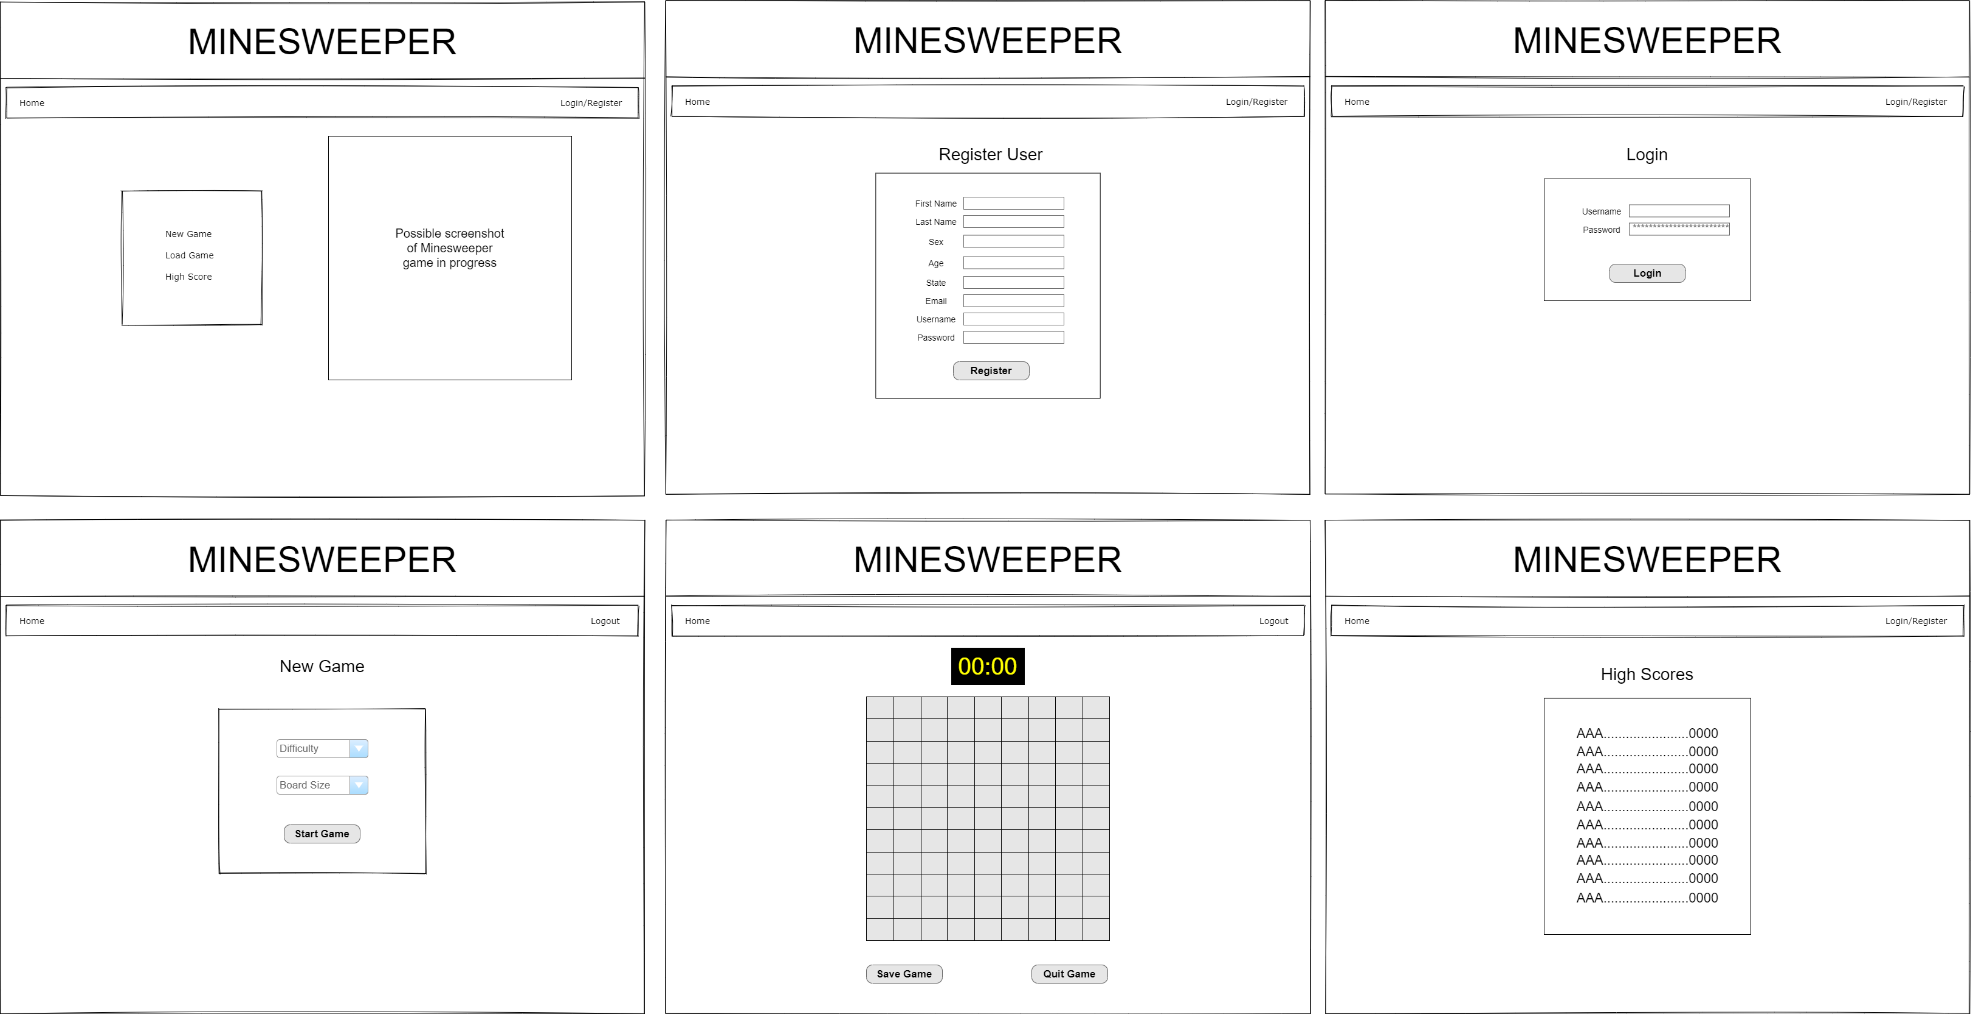 MINESWEEPER
Home
Login/Register
New Game
Load Game
High Score
Possible screenshot
of Minesweeper
game in progress
MINESWEEPER
Home
Login/Register
Register User
First Name
Last Name
Sex
Age
State
Email
Username
Password
Register
MINESWEEPER
Home
Login/Register
Login
Username
Password ************************
Login
MINESWEEPER
Home
Logout
New Game
Difficulty
Board Size
Start Game
MINESWEEPER
Home
Logout
00:00
Save Game
Quit Game
MINESWEEPER
Home
Login/Register
High Scores
AAA.......................0000
AAA.......................0000
AAA.......................0000
AAA.......................0000
AAA.......................0000
AAA.......................0000
AAA.......................0000
AAA.......................0000
AAA.......................0000
AAA.......................0000